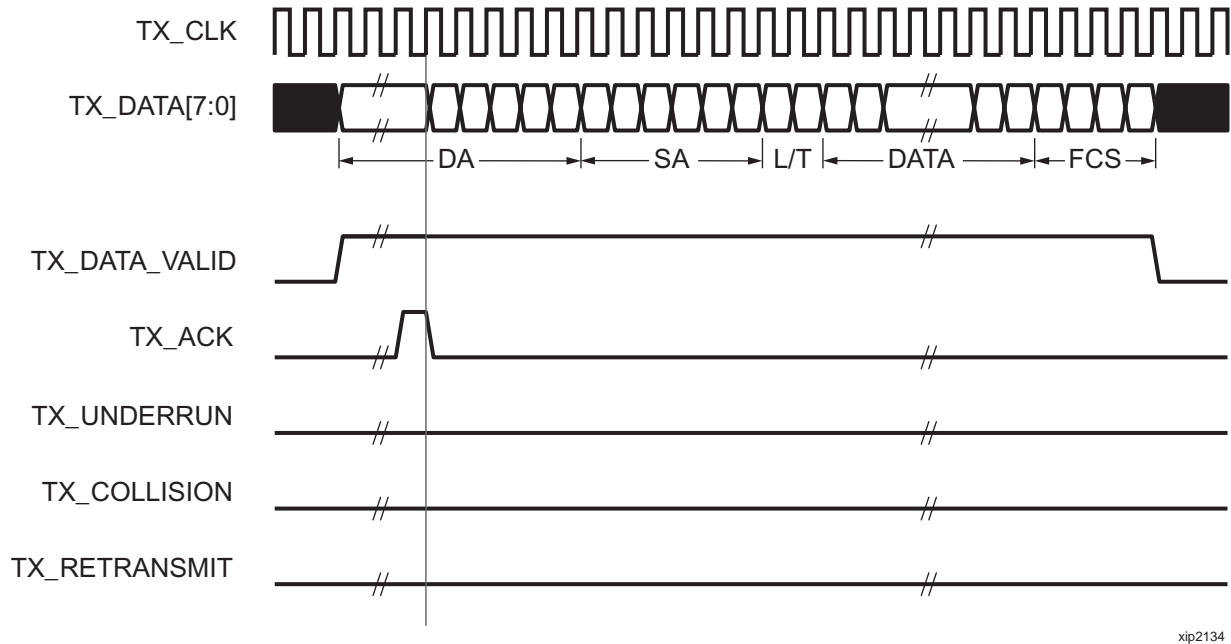 TX_CLK
TX_DATA[7:0]
DA SA L/T DATA FCS
TX_DATA_VALID
TX_ACK
TX_UNDERRUN
TX_COLLISION
TX_RETRANSMIT
xip2134